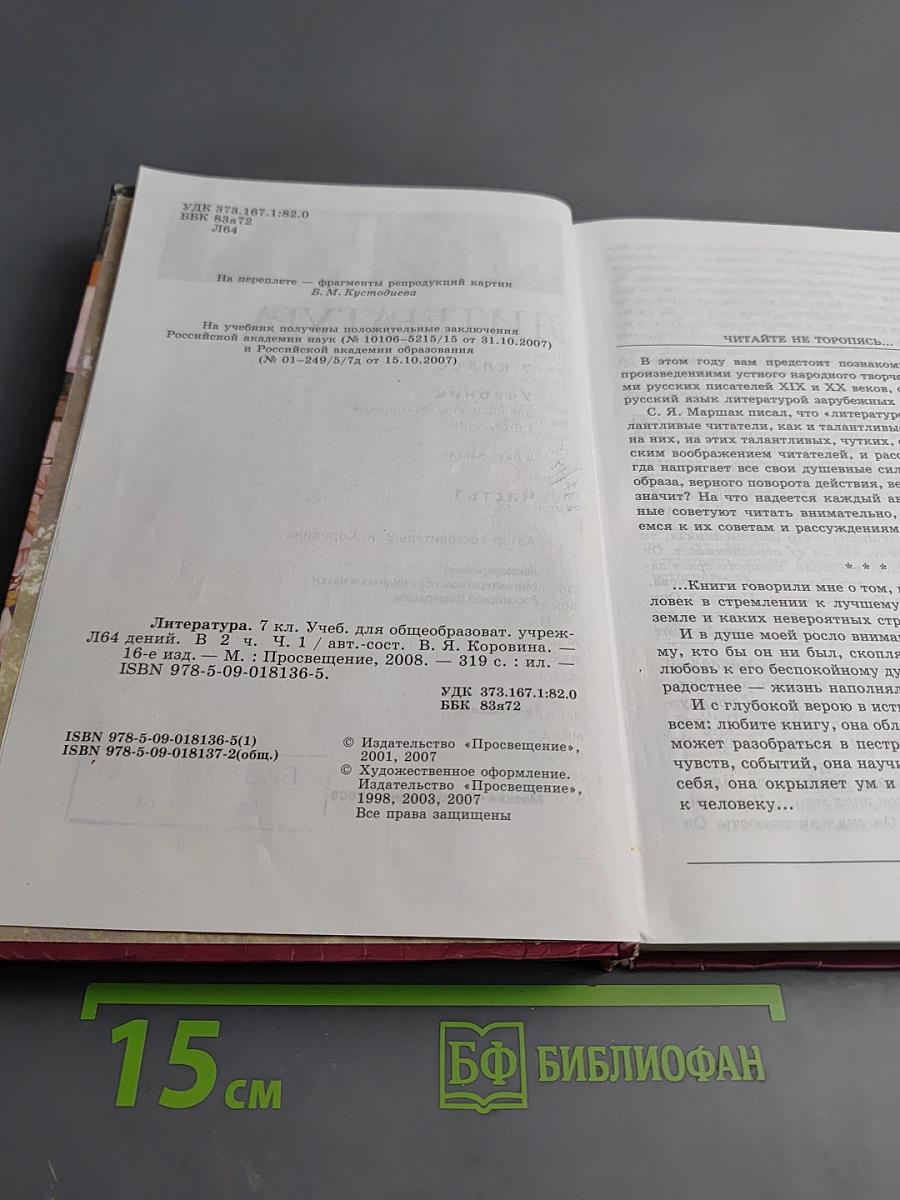 УДК 373.167.1:82.0
ББК 83я72
Л64
На переплете — фрагменты репродукций картин
Б. М. Кустодиева
На учебник получены положительные заключения
Российской академии наук (№ 10106–5215/15 от 31.10.2007)
и Российской академии образования
(№ 01–249/5/7д от 15.10.2007)
Литература. 7 кл. Учеб. для общеобразоват. учреж-
Л64 дений. В 2 ч. Ч. 1 / авт.-сост. В. Я. Коровина. —
16-е изд. — М. : Просвещение, 2008. — 319 с. : ил. —
ISBN 978-5-09-018136-5.
УДК 373.167.1:82.0
ББК 83я72
ISBN 978-5-09-018136-5(1)
ISBN 978-5-09-018137-2(общ.)
© Издательство «Просвещение»,
2001, 2007
© Художественное оформление.
Издательство «Просвещение»,
1998, 2003, 2007
Все права защищены
ЧИТАЙТЕ НЕ ТОРОПЯСЬ...
В этом году вам предстоит познаком
произведениями устного народного творче
ми русских писателей XIX и XX веков,
русский язык литературой зарубежных
С. Я. Маршак писал, что «литератур
лантливые читатели, как и талантливы
на них, на этих талантливых, чутких,
ским воображением читателей, и расс
гда напрягает все свои душевные сил
образа, верного поворота действия, ве
значит? На что надеется каждый ав
ные советуют читать внимательно,
емся к их советам и рассуждениям
* * *
...Книги говорили мне о том,
ловек в стремлении к лучшему
земле и каких невероятных стр
И в душе моей росло внима
му, кто бы он ни был, скопля
любовь к его беспокойному ду
радостнее — жизнь наполнял
И с глубокой верою в ист
всем: любите книгу, она обл
может разобраться в пестр
чувств, событий, она научи
себя, она окрыляет ум и
к человеку...
15 см
БФ БИБЛИОФАН